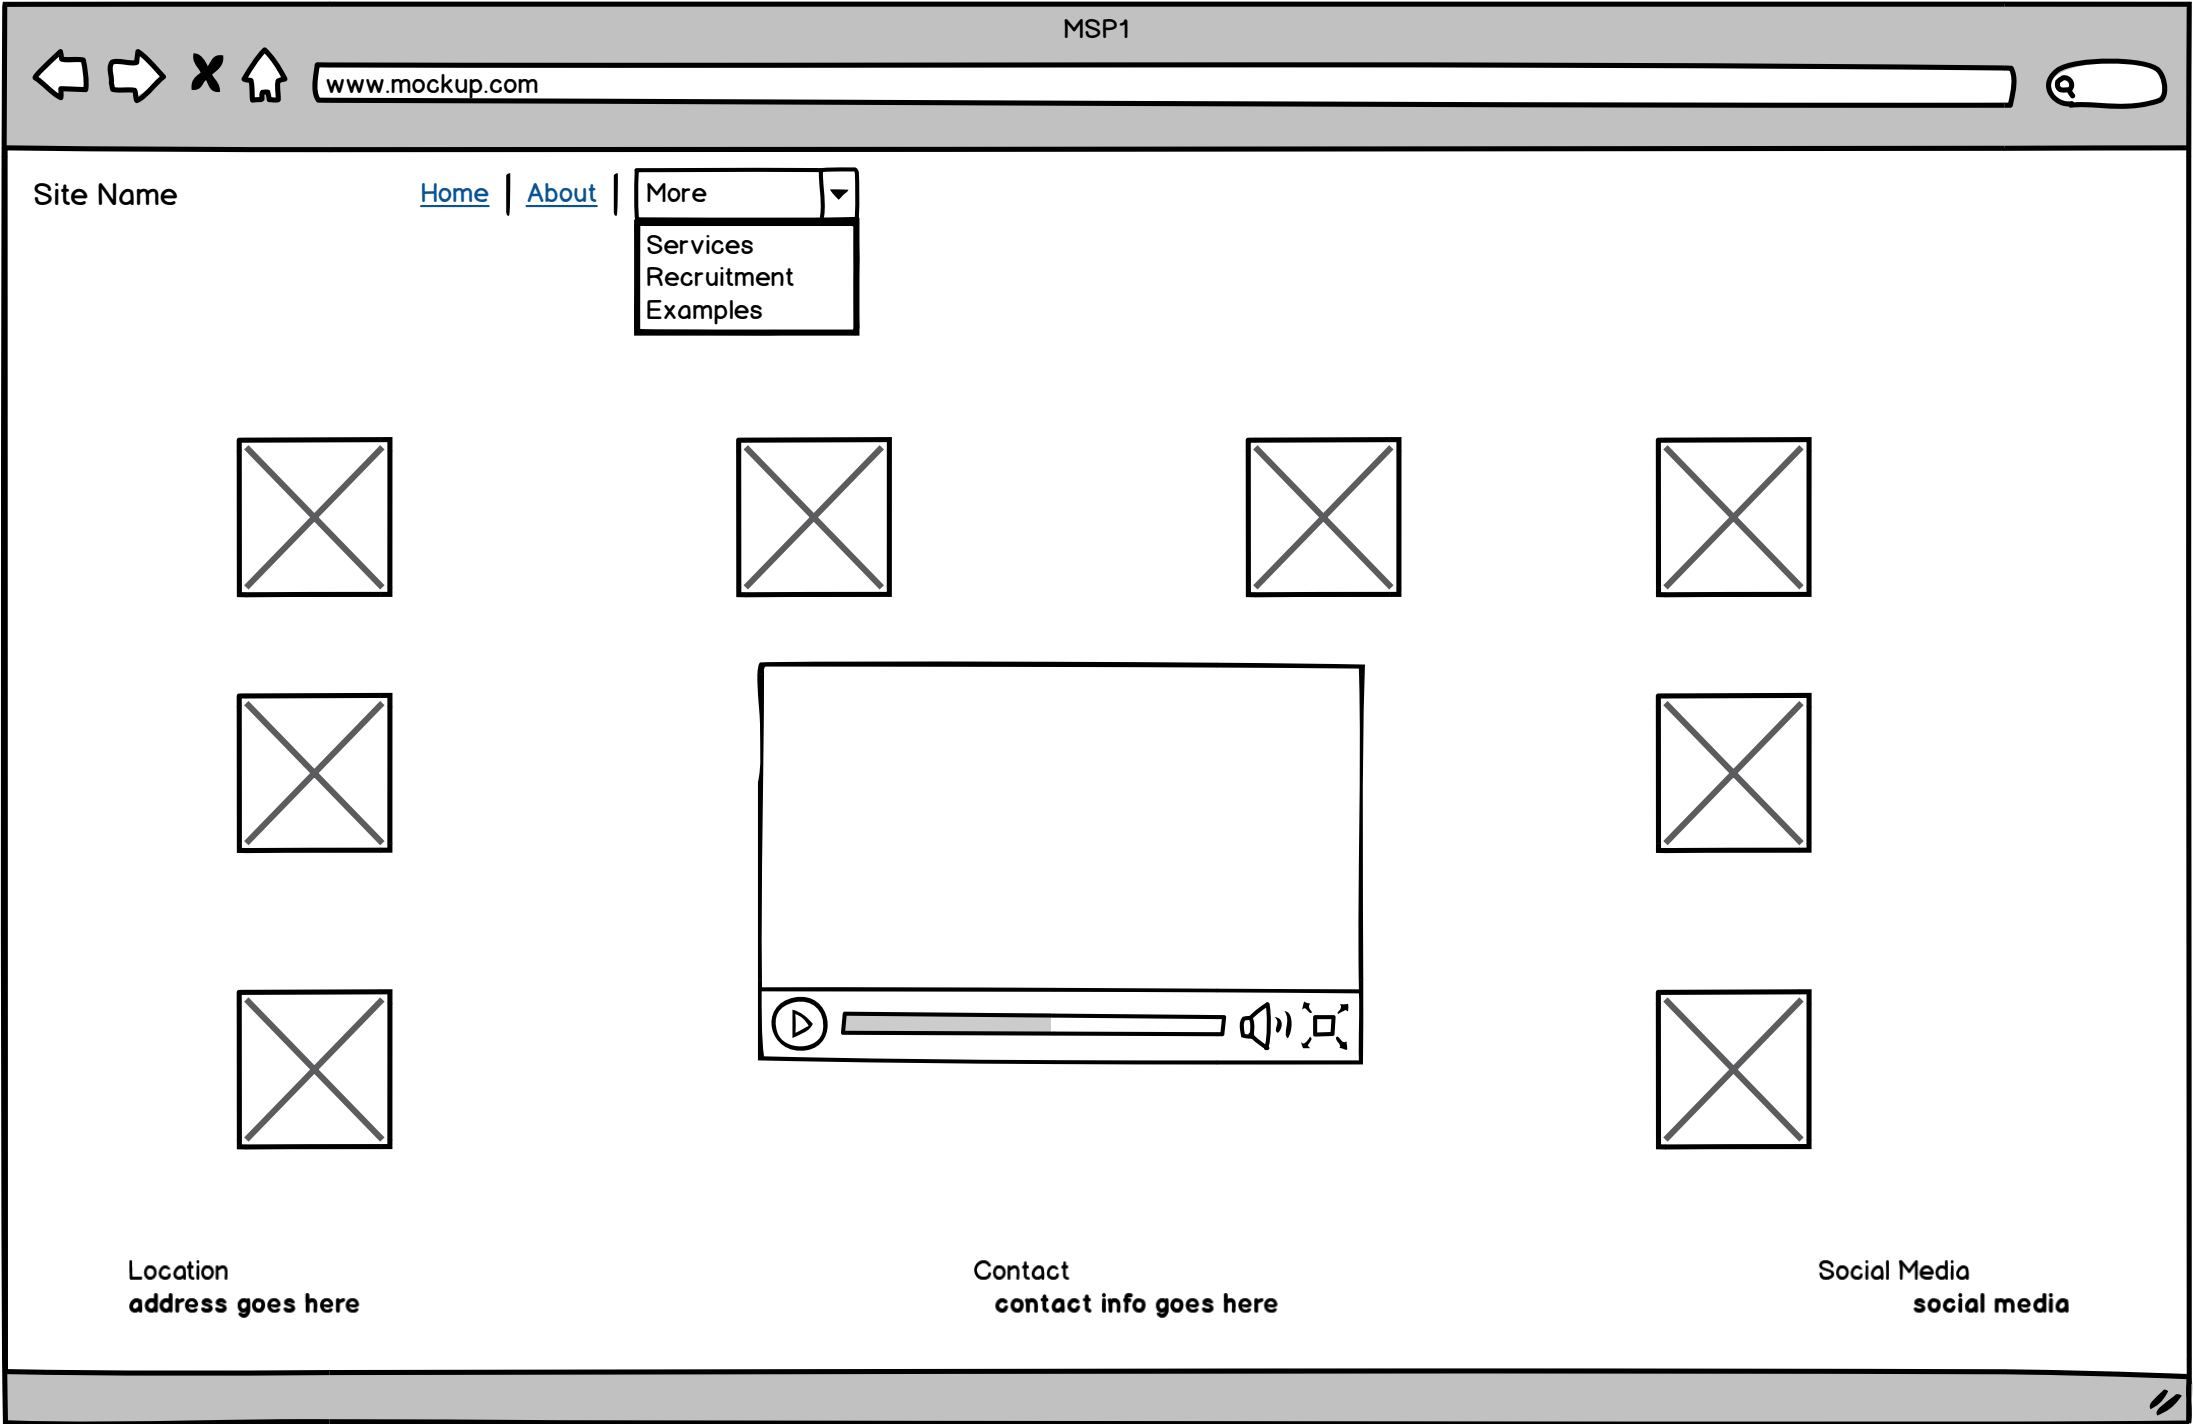 MSP1
www.mockup.com
Site Name
Home
About
More
Services
Recruitment
Examples
Location
address goes here
Contact
contact info goes here
Social Media
social media